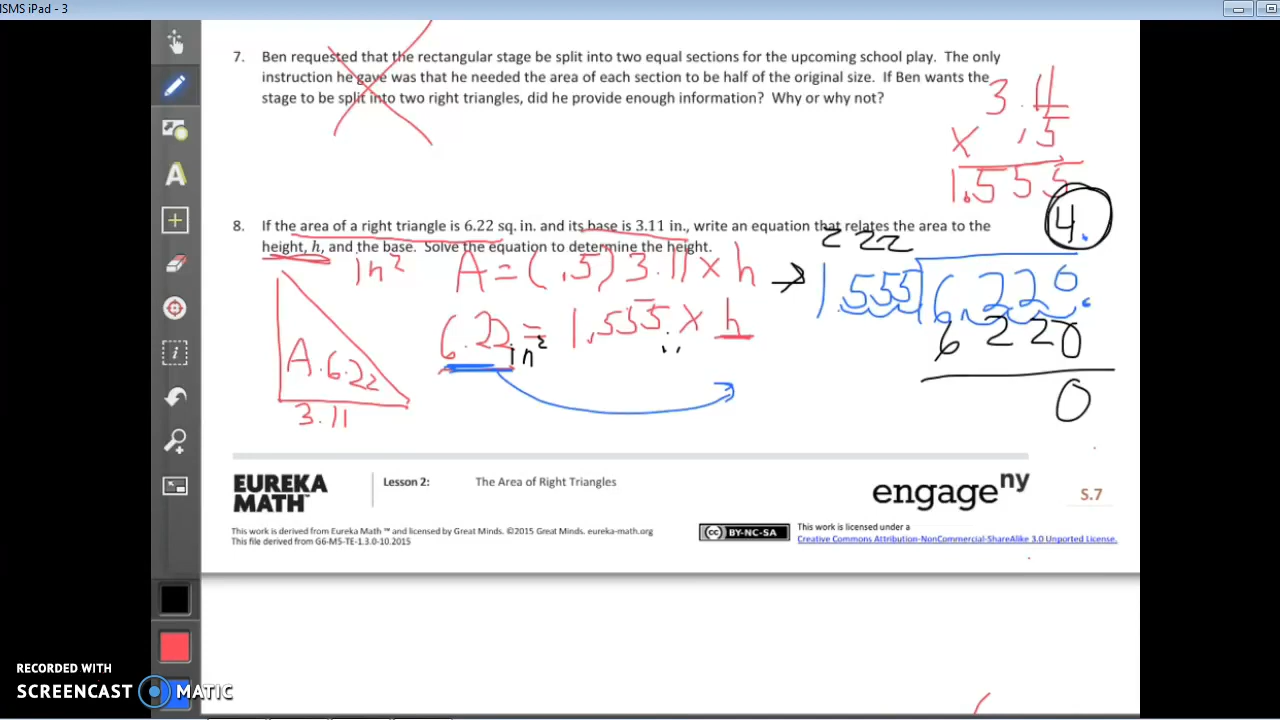 ISMS iPad - 3
7. Ben requested that the rectangular stage be split into two equal sections for the upcoming school play. The only
instruction he gave was that he needed the area of each section to be half of the original size. If Ben wants the
stage to be split into two right triangles, did he provide enough information? Why or why not?
3.11
x .5
1.555
8. If the area of a right triangle is 6.22 sq. in. and its base is 3.11 in., write an equation that relates the area to the
height, h, and the base. Solve the equation to determine the height.
in²
A = (.5) 3.11 x h
6.22 in² = 1.555 x h
A. 6.22
3.11
4.
222
1.555 6.220.
6220
0
EUREKA
MATH™
Lesson 2: The Area of Right Triangles
engage ny
S.7
This work is derived from Eureka Math ™ and licensed by Great Minds. ©2015 Great Minds. eureka-math.org
This file derived from G6-M5-TE-1.3.0-10.2015
cc BY-NC-SA
This work is licensed under a
Creative Commons Attribution-NonCommercial-ShareAlike 3.0 Unported License.
A
RECORDED WITH
SCREENCAST MATIC